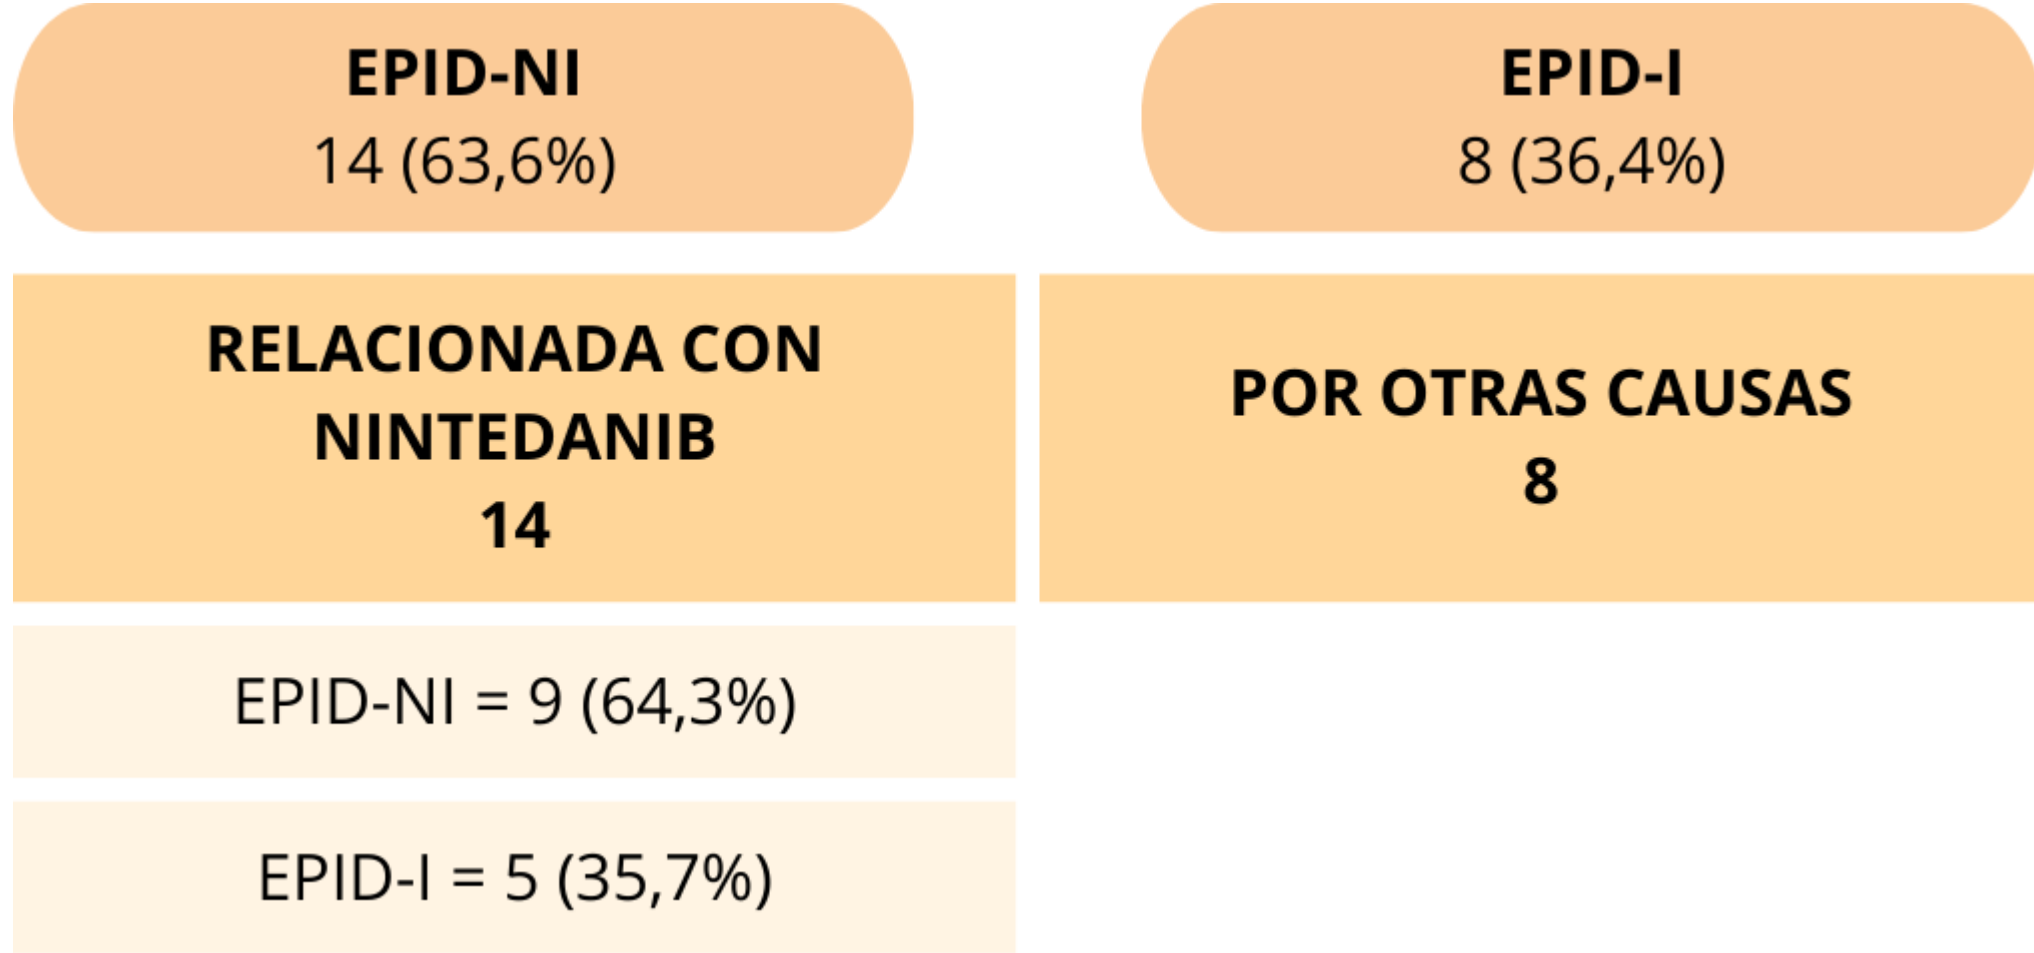 EPID-NI
14 (63,6%)
EPID-I
8 (36,4%)
RELACIONADA CON
NINTEDANIB
14
POR OTRAS CAUSAS
8
EPID-NI = 9 (64,3%)
EPID-I = 5 (35,7%)